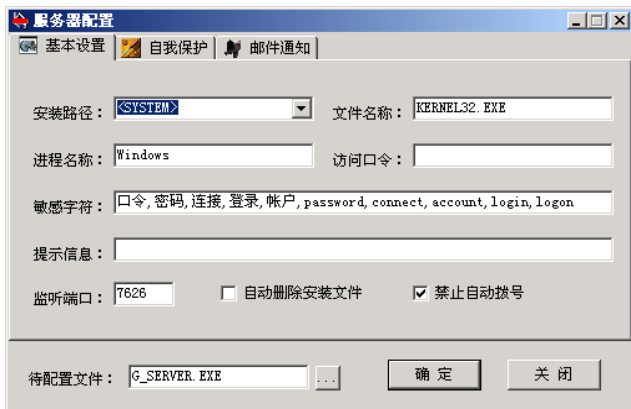 服务器配置
基本设置 自我保护 邮件通知
安装路径： <SYSTEM> 文件名称： KERNEL32.EXE
进程名称： Windows 访问口令：
敏感字符： 口令,密码,连接,登录,帐户,password,connect,account,login,logon
提示信息：
监听端口： 7626 自动删除安装文件 禁止自动拨号
待配置文件： G_SERVER.EXE ... 确 定 关 闭